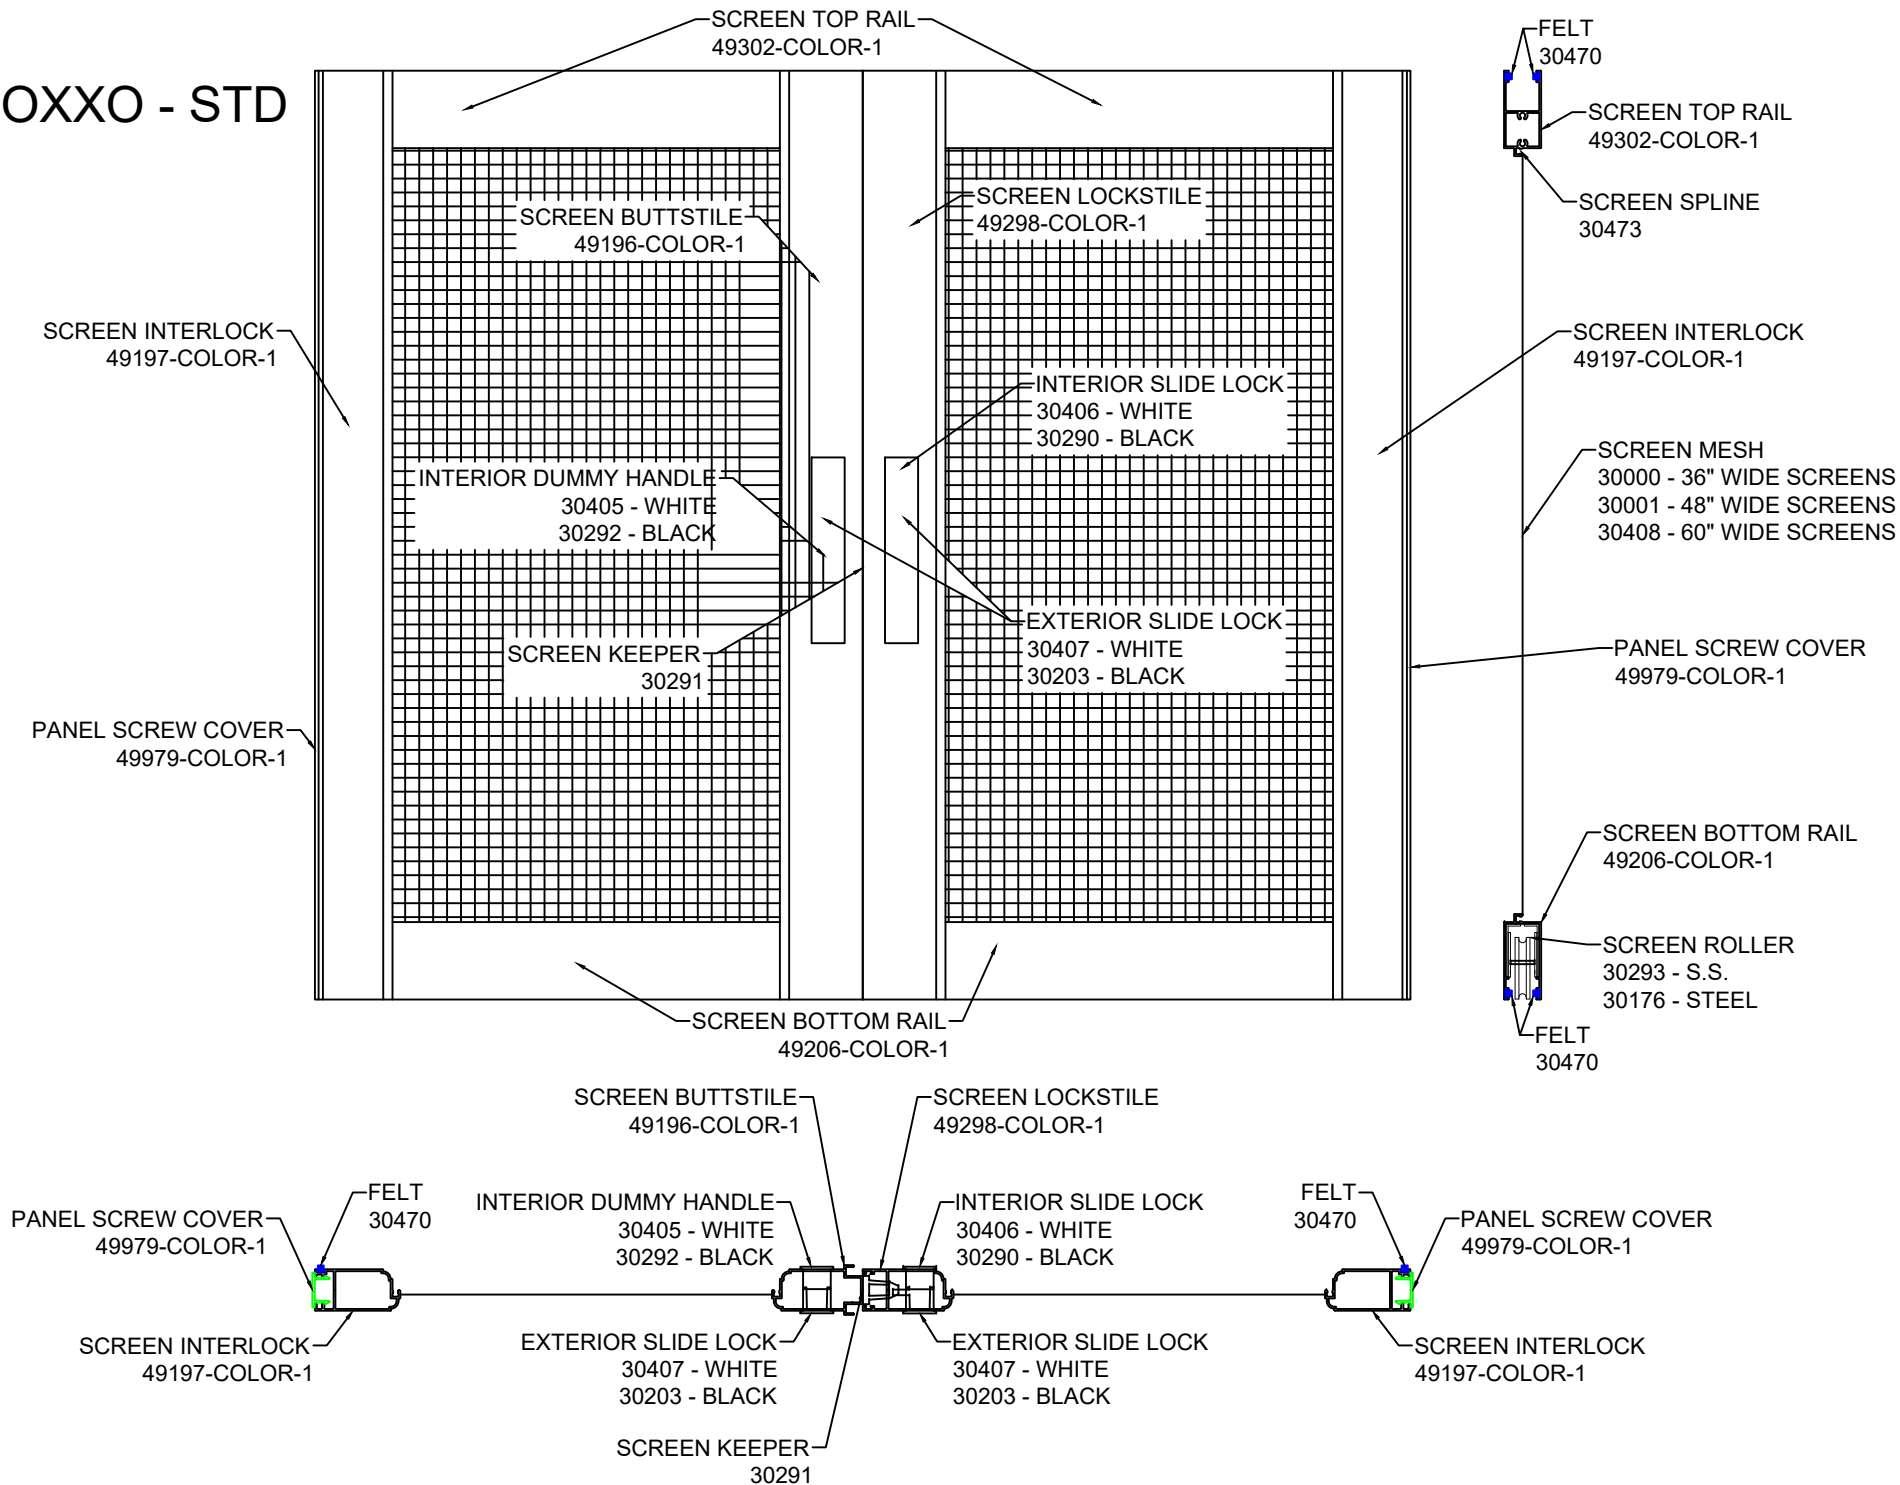 OXXO - STD
SCREEN TOP RAIL
49302-COLOR-1
FELT
30470
SCREEN TOP RAIL
49302-COLOR-1
SCREEN SPLINE
30473
SCREEN BUTTSTILE
49196-COLOR-1
SCREEN LOCKSTILE
49298-COLOR-1
SCREEN INTERLOCK
49197-COLOR-1
SCREEN INTERLOCK
49197-COLOR-1
INTERIOR SLIDE LOCK
30406 - WHITE
30290 - BLACK
INTERIOR DUMMY HANDLE
30405 - WHITE
30292 - BLACK
SCREEN MESH
30000 - 36" WIDE SCREENS
30001 - 48" WIDE SCREENS
30408 - 60" WIDE SCREENS
EXTERIOR SLIDE LOCK
30407 - WHITE
30203 - BLACK
SCREEN KEEPER
30291
PANEL SCREW COVER
49979-COLOR-1
PANEL SCREW COVER
49979-COLOR-1
SCREEN BOTTOM RAIL
49206-COLOR-1
SCREEN ROLLER
30293 - S.S.
30176 - STEEL
FELT
30470
SCREEN BOTTOM RAIL
49206-COLOR-1
SCREEN BUTTSTILE
49196-COLOR-1
SCREEN LOCKSTILE
49298-COLOR-1
PANEL SCREW COVER
49979-COLOR-1
FELT
30470
INTERIOR DUMMY HANDLE
30405 - WHITE
30292 - BLACK
INTERIOR SLIDE LOCK
30406 - WHITE
30290 - BLACK
FELT
30470
PANEL SCREW COVER
49979-COLOR-1
SCREEN INTERLOCK
49197-COLOR-1
EXTERIOR SLIDE LOCK
30407 - WHITE
30203 - BLACK
EXTERIOR SLIDE LOCK
30407 - WHITE
30203 - BLACK
SCREEN INTERLOCK
49197-COLOR-1
SCREEN KEEPER
30291